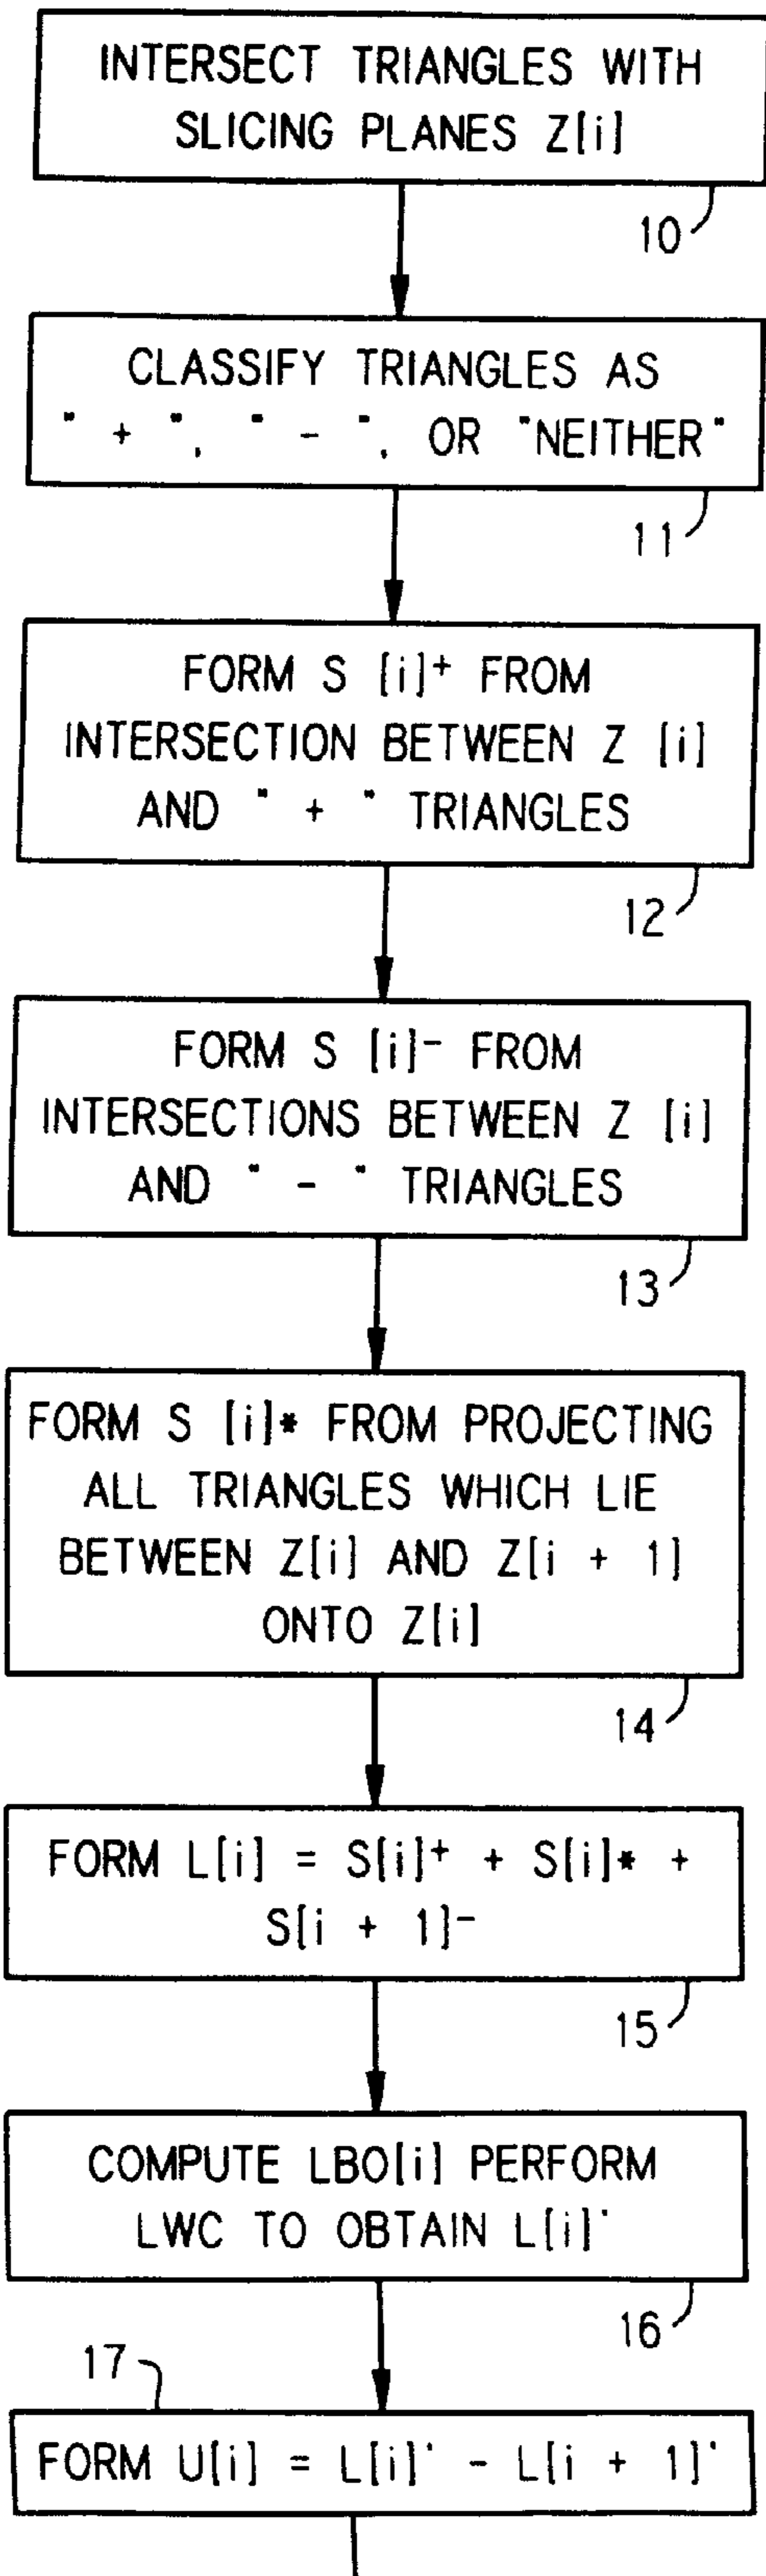 INTERSECT TRIANGLES WITH
SLICING PLANES Z[i]
10
CLASSIFY TRIANGLES AS
" + ", " - ", OR "NEITHER"
11
FORM S [i]⁺ FROM
INTERSECTION BETWEEN Z [i]
AND " + " TRIANGLES
12
FORM S [i]⁻ FROM
INTERSECTIONS BETWEEN Z [i]
AND " - " TRIANGLES
13
FORM S [i]* FROM PROJECTING
ALL TRIANGLES WHICH LIE
BETWEEN Z[i] AND Z[i + 1]
ONTO Z[i]
14
FORM L[i] = S[i]⁺ + S[i]* +
S[i + 1]⁻
15
COMPUTE LBO[i] PERFORM
LWC TO OBTAIN L[i]'
16
17
FORM U[i] = L[i]' - L[i + 1]'